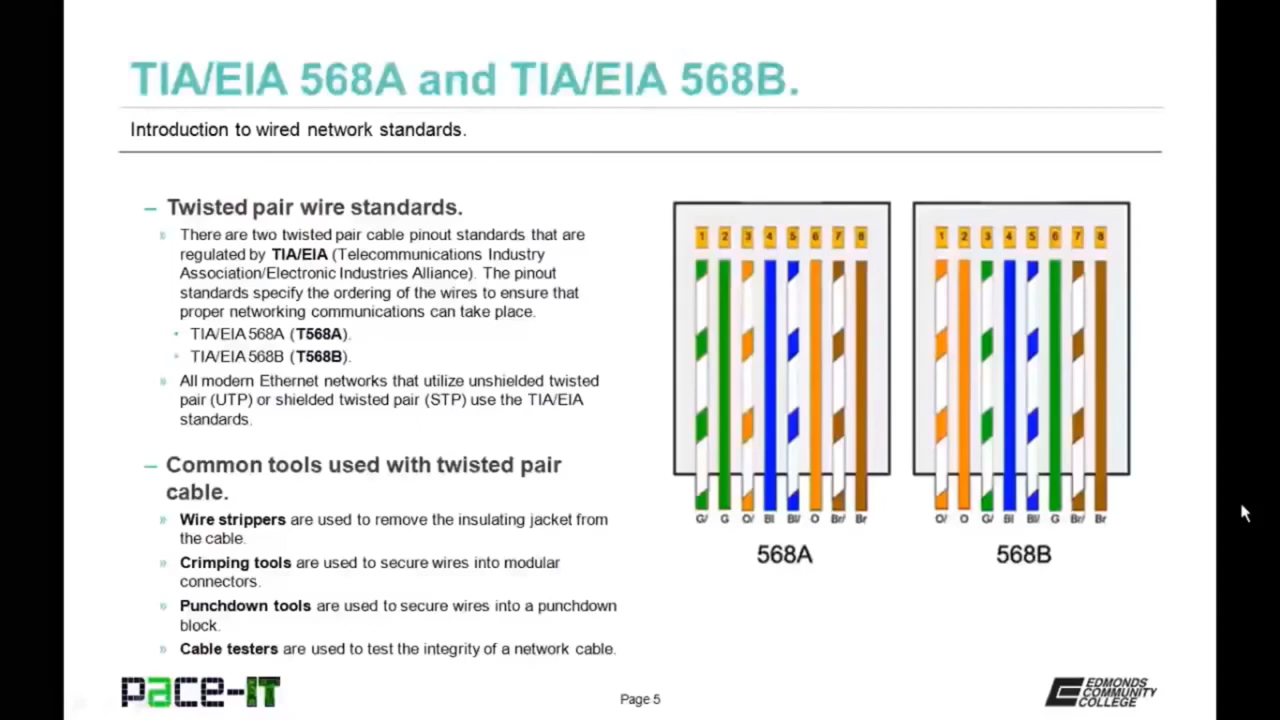 TIA/EIA 568A and TIA/EIA 568B.
Introduction to wired network standards.
– Twisted pair wire standards.
» There are two twisted pair cable pinout standards that are
regulated by TIA/EIA (Telecommunications Industry
Association/Electronic Industries Alliance). The pinout
standards specify the ordering of the wires to ensure that
proper networking communications can take place.
• TIA/EIA 568A (T568A).
• TIA/EIA 568B (T568B).
» All modern Ethernet networks that utilize unshielded twisted
pair (UTP) or shielded twisted pair (STP) use the TIA/EIA
standards.
– Common tools used with twisted pair
cable.
» Wire strippers are used to remove the insulating jacket from
the cable.
» Crimping tools are used to secure wires into modular
connectors.
» Punchdown tools are used to secure wires into a punchdown
block.
» Cable testers are used to test the integrity of a network cable.
1 2 3 4 5 6 7 8
G/ G O/ Bl Bl/ O Br/ Br
568A
1 2 3 4 5 6 7 8
O/ O G/ Bl Bl/ G Br/ Br
568B
pace-IT
Page 5
EDMONDS
COMMUNITY
COLLEGE